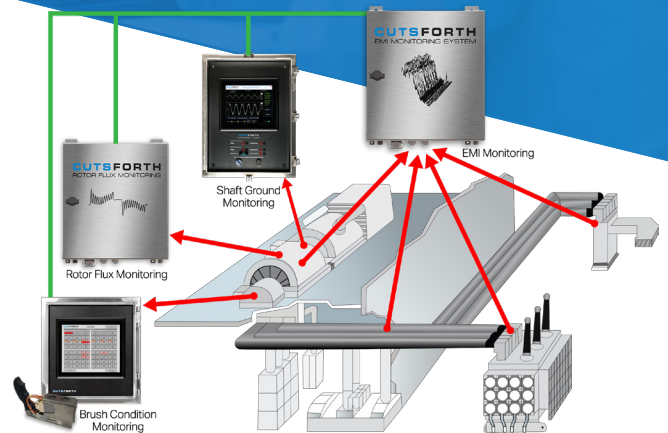 CUTSFORTH
EMI MONITORING SYSTEM
EMI Monitoring
Shaft Ground
Monitoring
CUTSFORTH
ROTOR FLUX MONITORING
Rotor Flux Monitoring
CUTSFORTH
Brush Condition
Monitoring